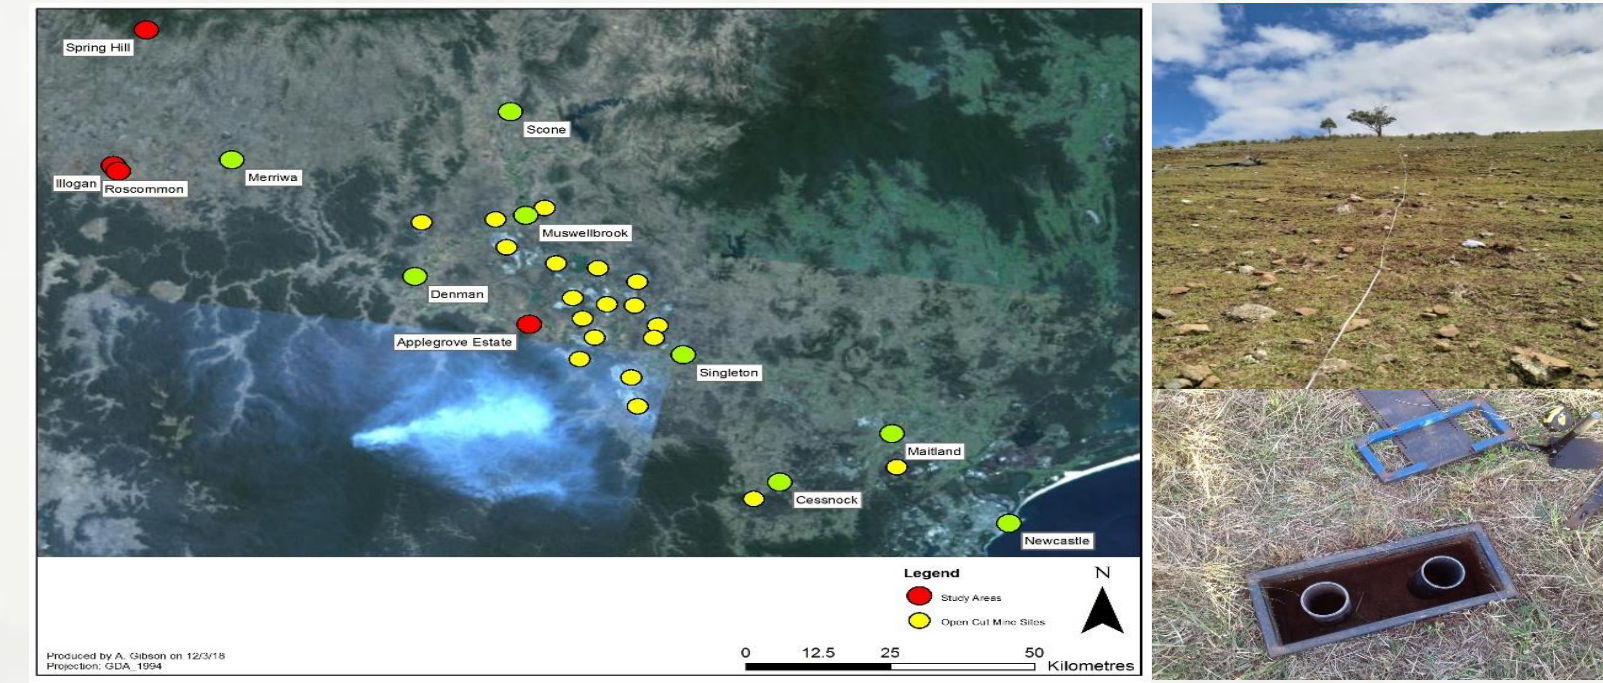 Spring Hill
Scone
Merriwa
Illogan
Roscommon
Muswellbrook
Denman
Applegrove Estate
Singleton
Maitland
Cessnock
Newcastle
Legend
N
Study Areas
Open Cut Mine Sites
0 12.5 25 50
Kilometres
Produced by A. Gibson on 12/3/18
Projection: GDA_1994